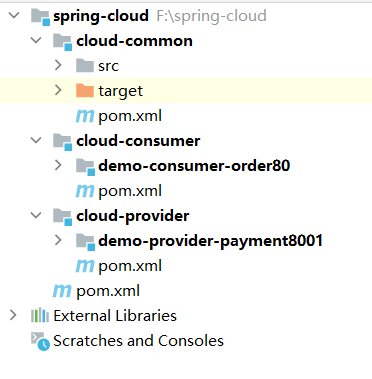 spring-cloud F:\spring-cloud
cloud-common
src
target
pom.xml
cloud-consumer
demo-consumer-order80
pom.xml
cloud-provider
demo-provider-payment8001
pom.xml
pom.xml
External Libraries
Scratches and Consoles